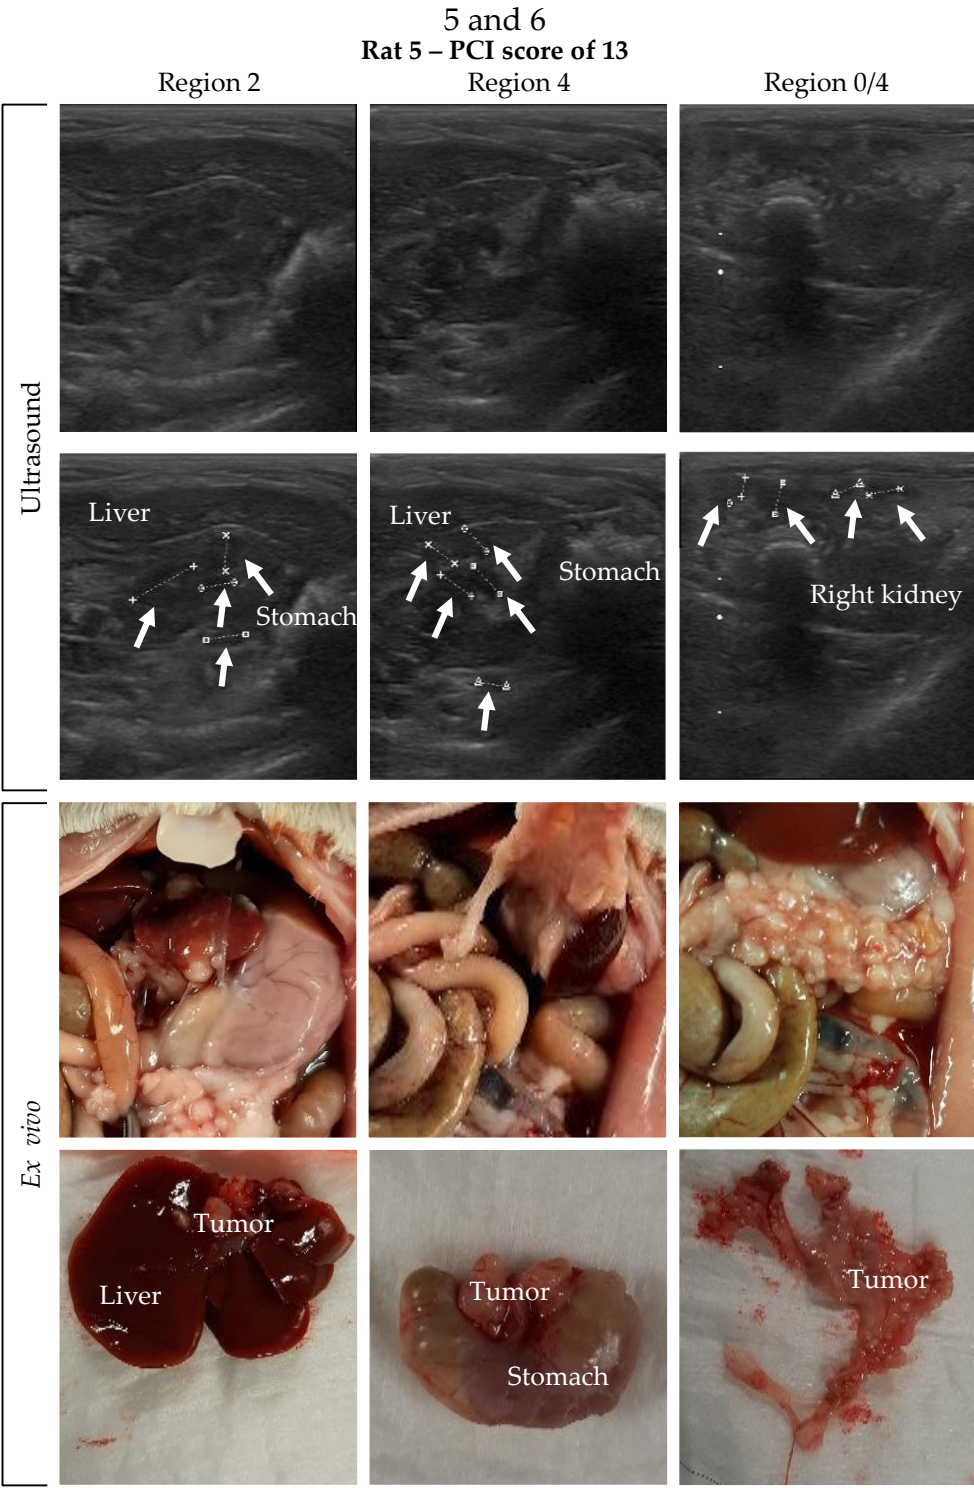 5 and 6
Rat 5 – PCI score of 13
Region 2
Region 4
Region 0/4
Ultrasound
Liver
Stomach
Liver
Stomach
Right kidney
Ex vivo
Tumor
Liver
Tumor
Stomach
Tumor